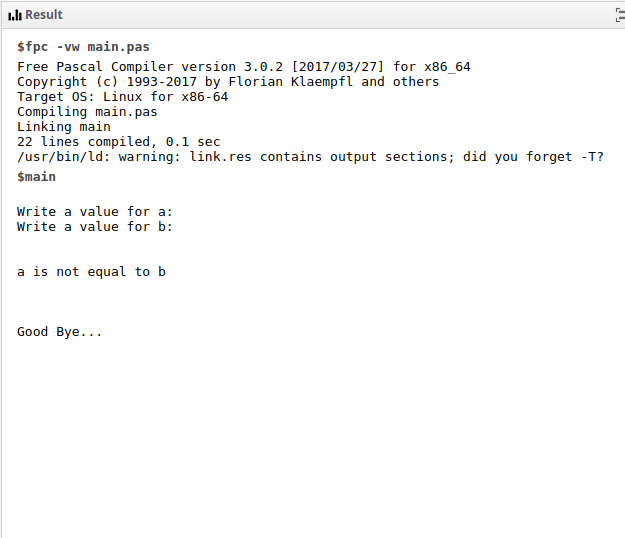 Result
$fpc -vw main.pas
Free Pascal Compiler version 3.0.2 [2017/03/27] for x86_64
Copyright (c) 1993-2017 by Florian Klaempfl and others
Target OS: Linux for x86-64
Compiling main.pas
Linking main
22 lines compiled, 0.1 sec
/usr/bin/ld: warning: link.res contains output sections; did you forget -T?
$main
Write a value for a:
Write a value for b:
a is not equal to b
Good Bye...